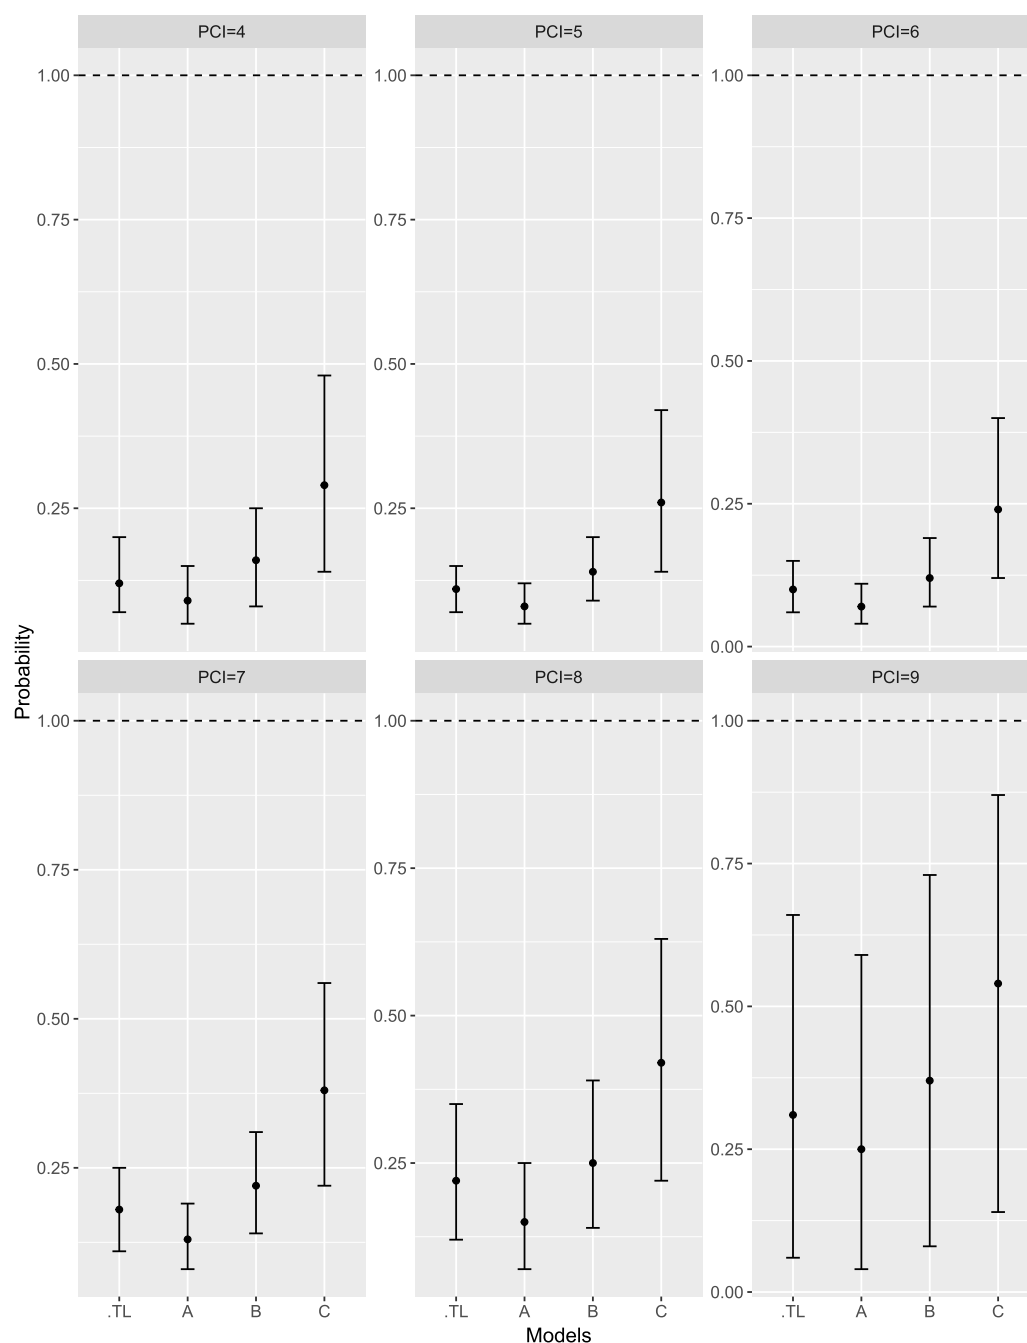 PCI=4 PCI=5 PCI=6
1.00 1.00 1.00
0.75 0.75 0.75
0.50 0.50 0.50
0.25 0.25 0.25
0.00
Probability
PCI=7 PCI=8 PCI=9
1.00 1.00 1.00
0.75 0.75 0.75
0.50 0.50 0.50
0.25 0.25 0.25
0.00
.TL A B C .TL A B C .TL A B C
Models